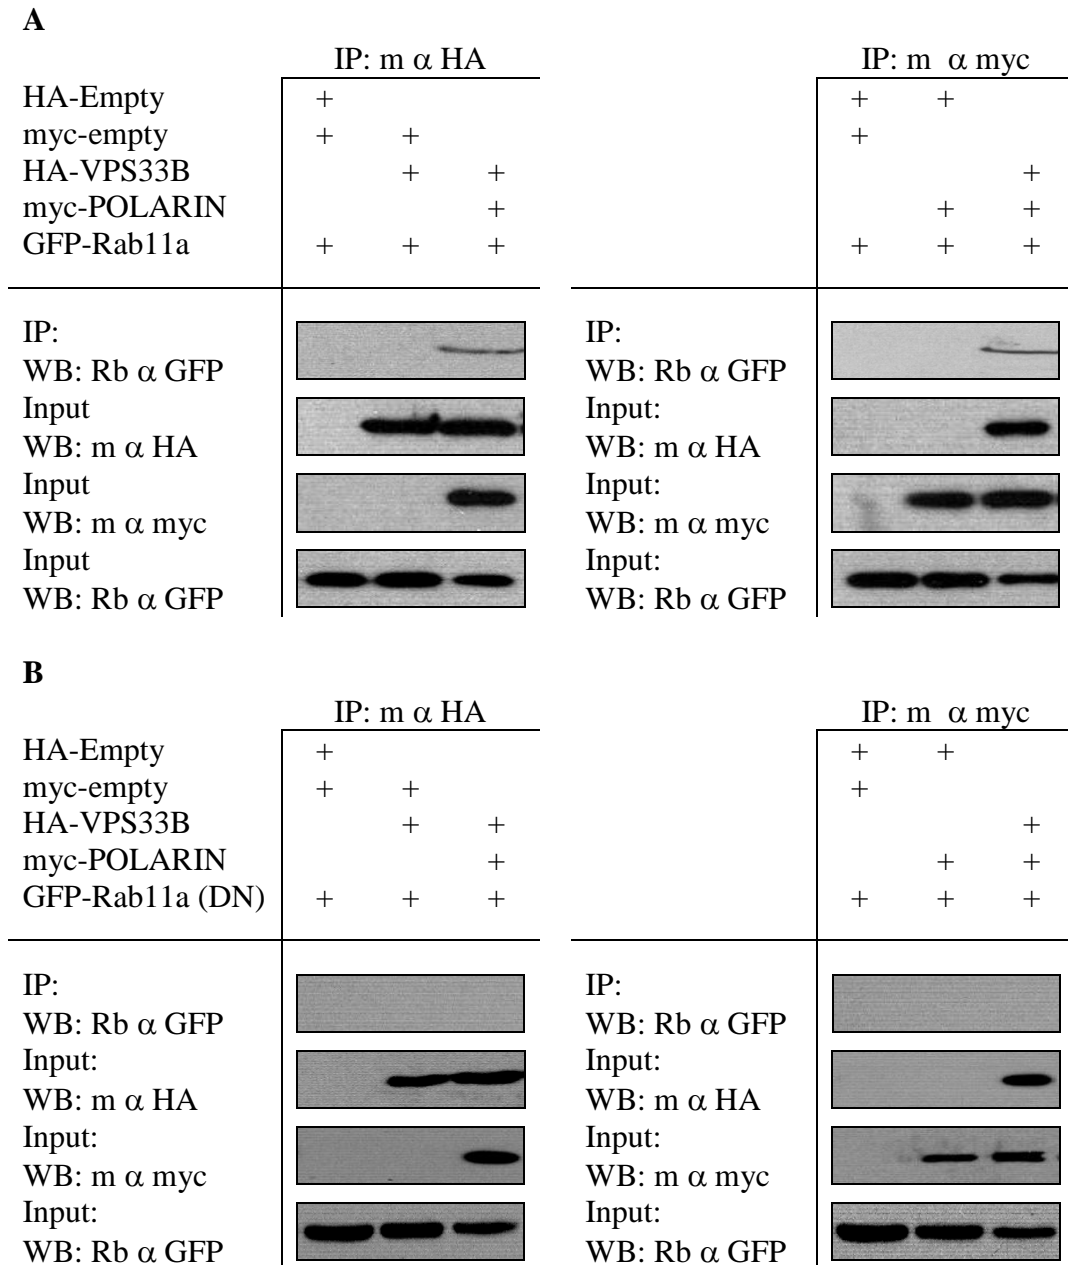 A
IP: m α HA
IP: m α myc
HA-Empty + + +
myc-empty + + +
HA-VPS33B + + +
myc-POLARIN + + +
GFP-Rab11a + + + + + +
IP:
WB: Rb α GFP
Input
WB: m α HA
Input
WB: m α myc
Input
WB: Rb α GFP
IP:
WB: Rb α GFP
Input:
WB: m α HA
Input:
WB: m α myc
Input:
WB: Rb α GFP
B
IP: m α HA
IP: m α myc
HA-Empty + + +
myc-empty + + +
HA-VPS33B + + +
myc-POLARIN + + +
GFP-Rab11a (DN) + + + + + +
IP:
WB: Rb α GFP
Input:
WB: m α HA
Input:
WB: m α myc
Input:
WB: Rb α GFP
IP:
WB: Rb α GFP
Input:
WB: m α HA
Input:
WB: m α myc
Input:
WB: Rb α GFP